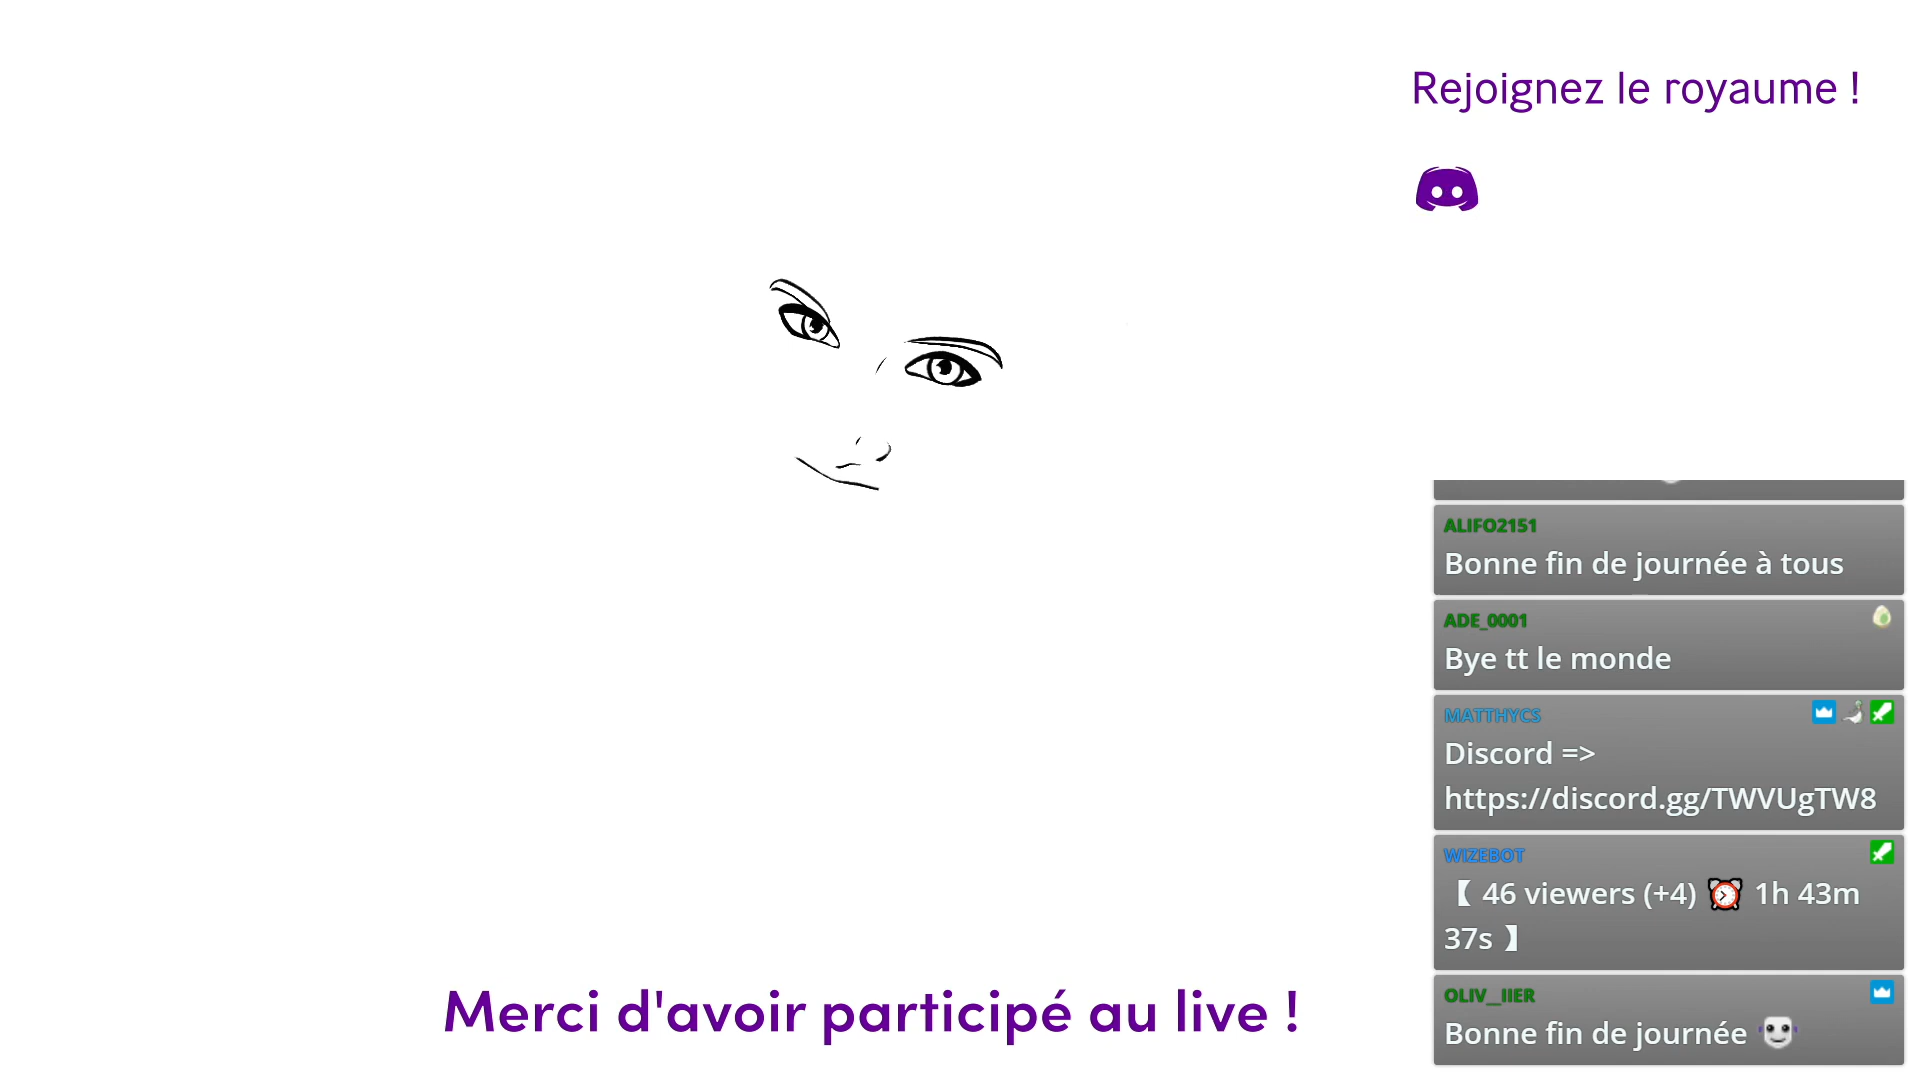 Rejoignez le royaume !
ALIFO2151
Bonne fin de journée à tous
ADE_0001
Bye tt le monde
MATTHYCS
Discord =>
https://discord.gg/TWVUgTW8
WIZEBOT
【 46 viewers (+4) ⏰ 1h 43m
37s 】
OLIV__IIER
Bonne fin de journée
Merci d'avoir participé au live !